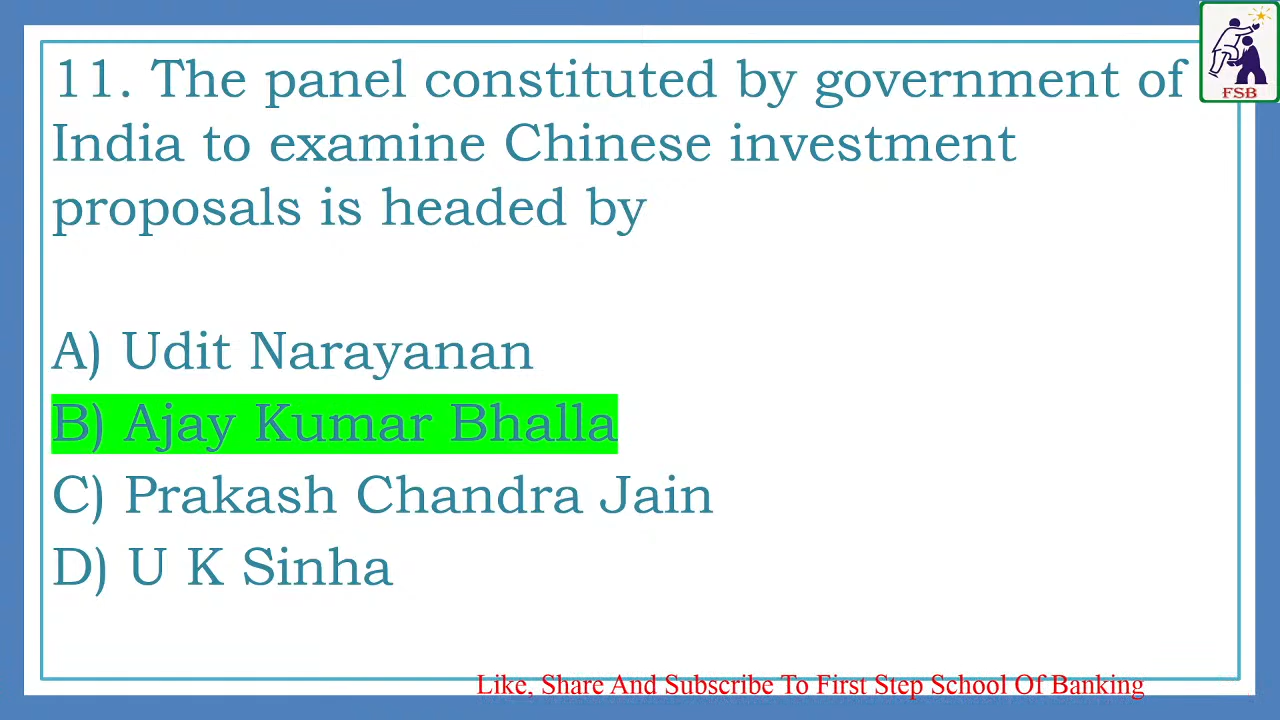 11. The panel constituted by government of
India to examine Chinese investment
proposals is headed by
A) Udit Narayanan
B) Ajay Kumar Bhalla
C) Prakash Chandra Jain
D) U K Sinha
Like, Share And Subscribe To First Step School Of Banking
FSB